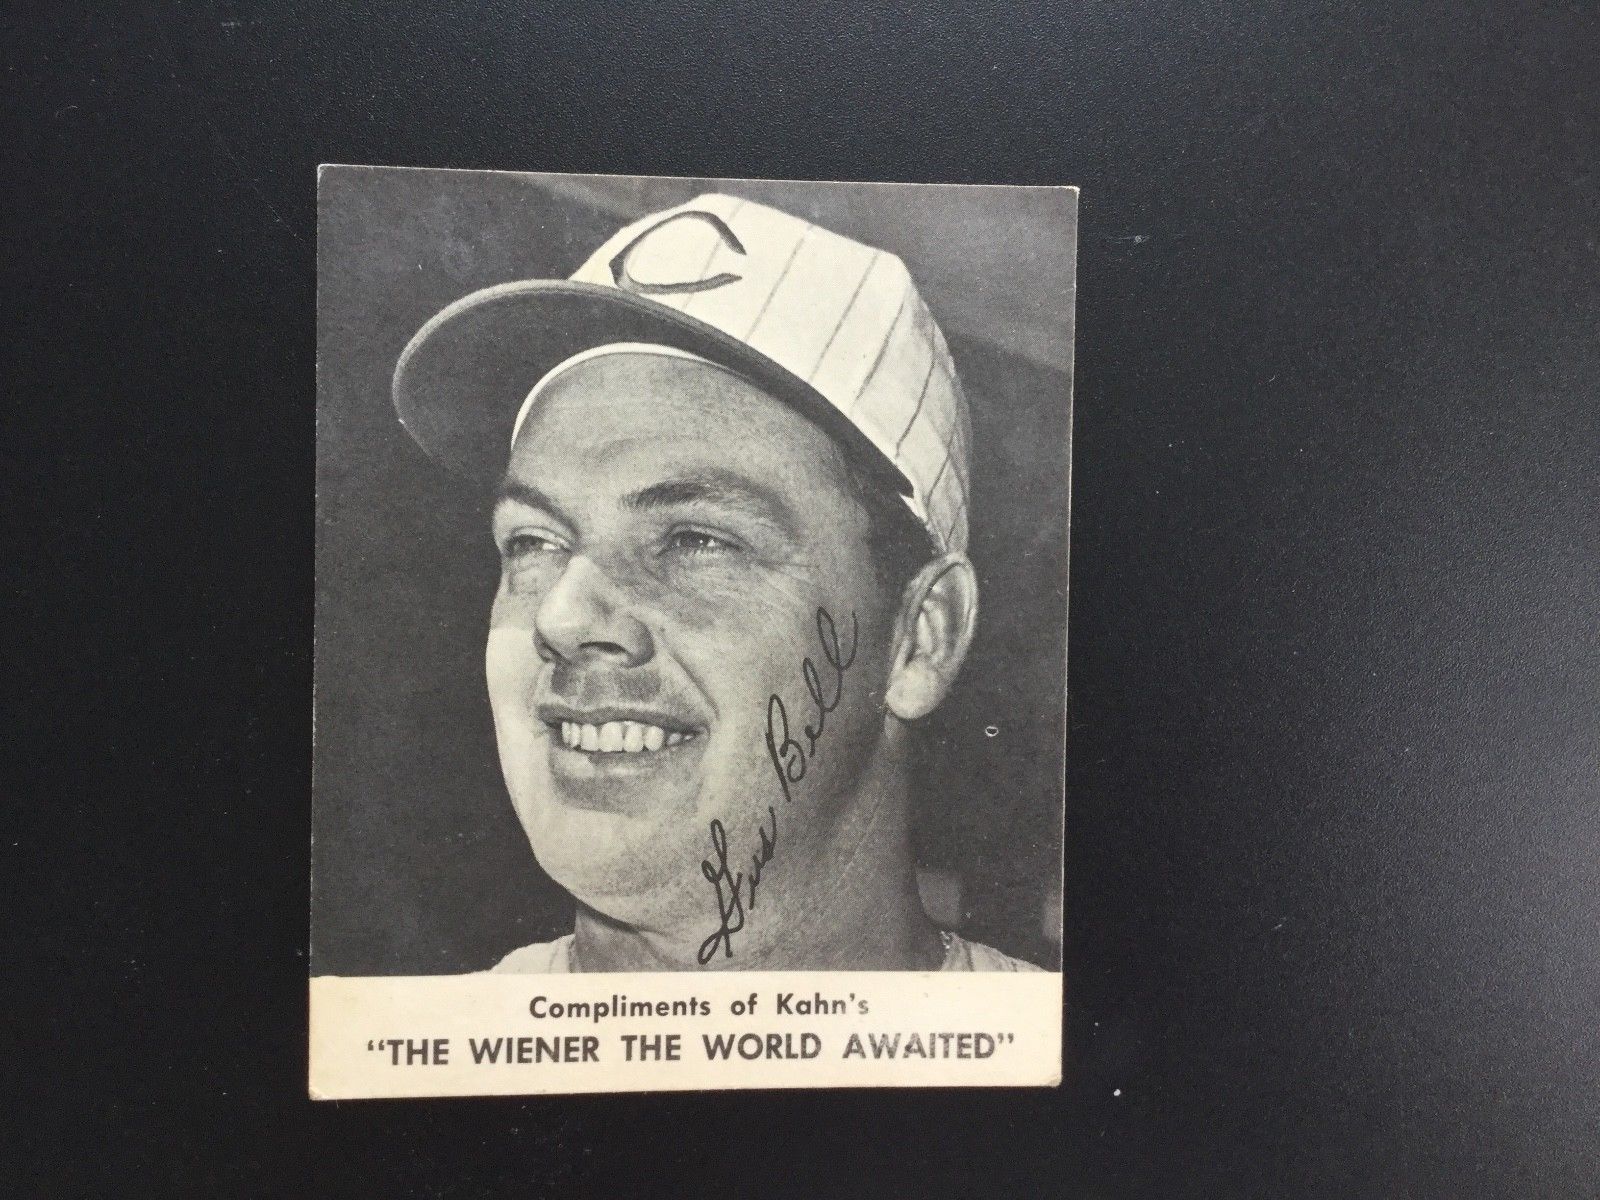 C
Gus Bell
Compliments of Kahn's
"THE WIENER THE WORLD AWAITED"